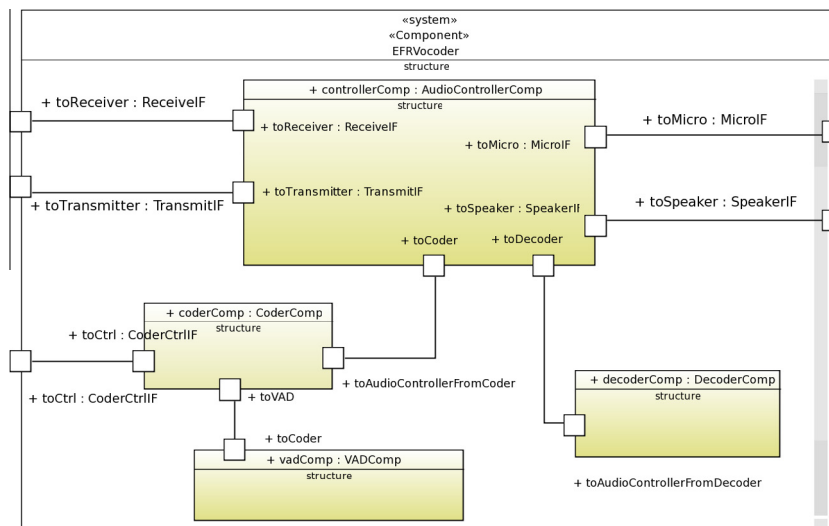 «system»
«Component»
EFRVocoder
structure
+ controllerComp : AudioControllerComp
structure
+ toReceiver : ReceiveIF
+ toReceiver : ReceiveIF
+ toMicro : MicroIF
+ toMicro : MicroIF
+ toTransmitter : TransmitIF
+ toTransmitter : TransmitIF
+ toSpeaker : SpeakerIF
+ toSpeaker : SpeakerIF
+ toCoder
+ toDecoder
+ coderComp : CoderComp
structure
+ toCtrl : CoderCtrlIF
+ toCtrl : CoderCtrlIF
+ toAudioControllerFromCoder
+ toVAD
+ decoderComp : DecoderComp
structure
+ toCoder
+ vadComp : VADComp
structure
+ toAudioControllerFromDecoder